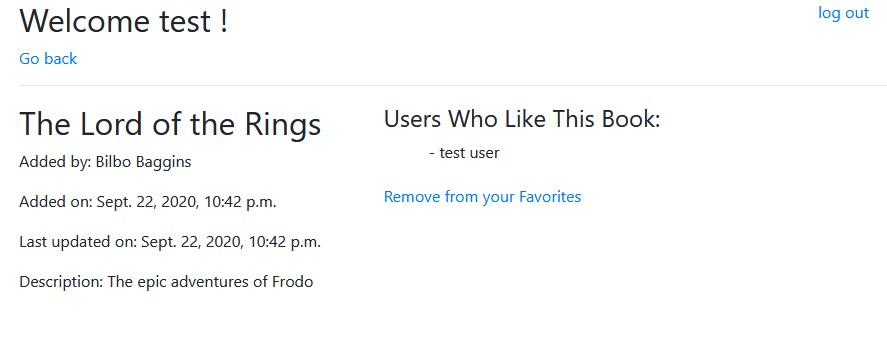 Welcome test !
log out
Go back
The Lord of the Rings
Added by: Bilbo Baggins
Added on: Sept. 22, 2020, 10:42 p.m.
Last updated on: Sept. 22, 2020, 10:42 p.m.
Description: The epic adventures of Frodo
Users Who Like This Book:
- test user
Remove from your Favorites